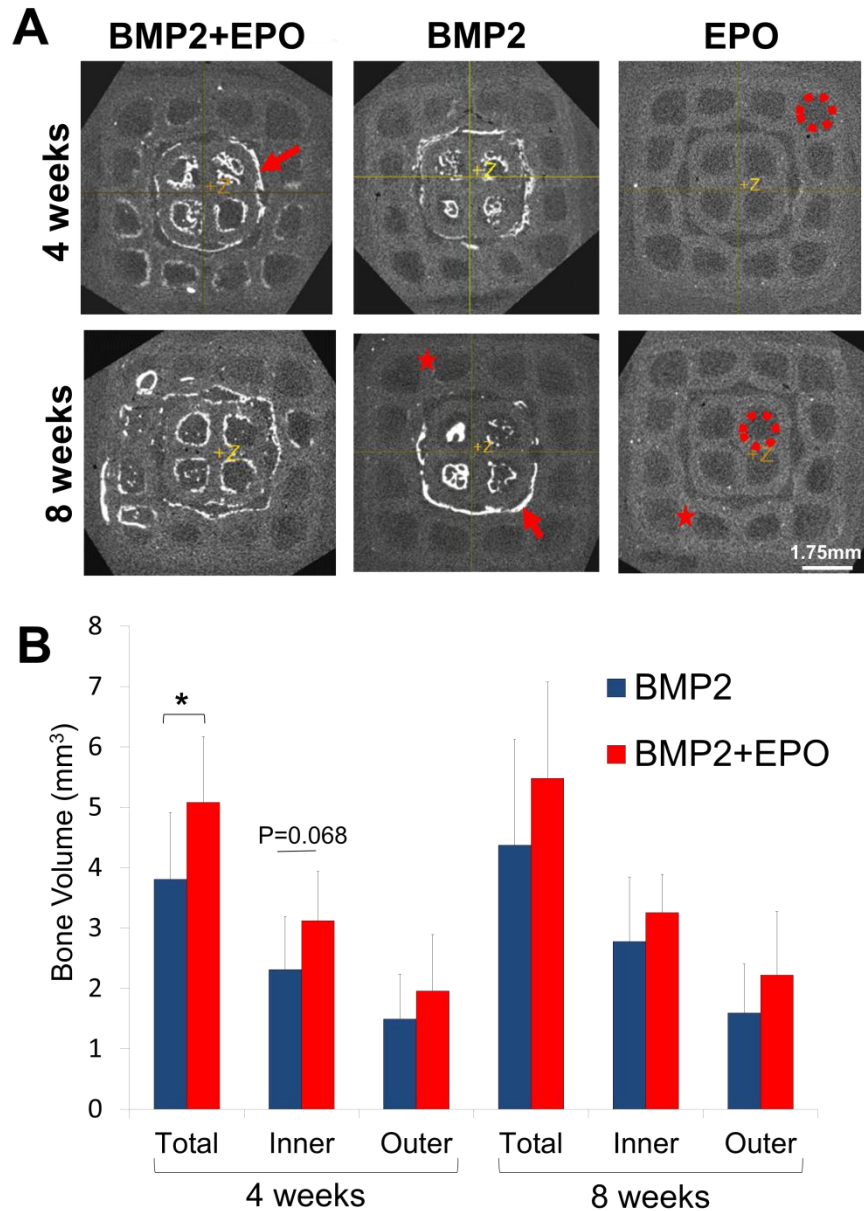 A
BMP2+EPO BMP2 EPO
4 weeks
+Z +Z +Z
8 weeks
+Z +Z +Z
1.75mm
B
Bone Volume (mm³)
8
7
6
5
4
3
2
1
0
*
P=0.068
BMP2
BMP2+EPO
Total Inner Outer Total Inner Outer
4 weeks 8 weeks